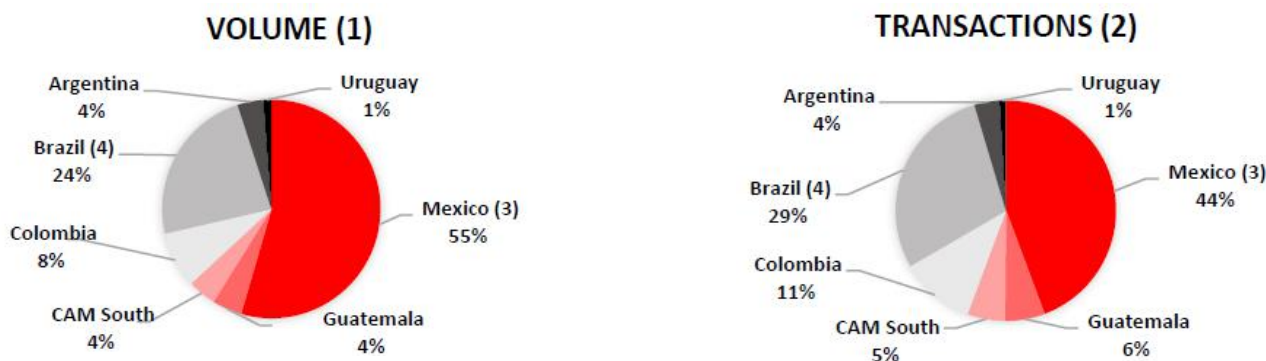 VOLUME (1)
Argentina
4%
Uruguay
1%
Brazil (4)
24%
Mexico (3)
55%
Colombia
8%
CAM South
4%
Guatemala
4%
TRANSACTIONS (2)
Argentina
4%
Uruguay
1%
Mexico (3)
44%
Brazil (4)
29%
Colombia
11%
CAM South
5%
Guatemala
6%